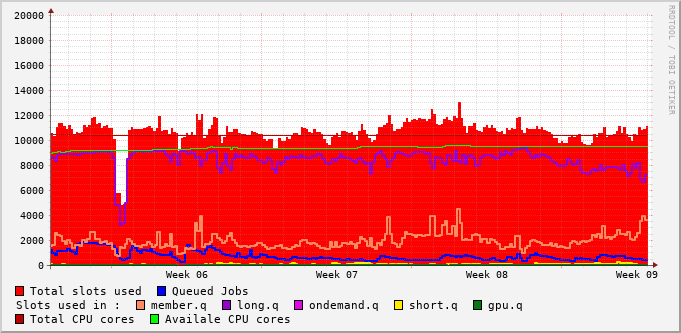 20000
18000
16000
14000
12000
10000
8000
6000
4000
2000
0
RRDTOOL / TOBI OETIKER
Week 06 Week 07 Week 08 Week 09
Total slots used Queued Jobs
Slots used in : member.q long.q ondemand.q short.q gpu.q
Total CPU cores Availale CPU cores